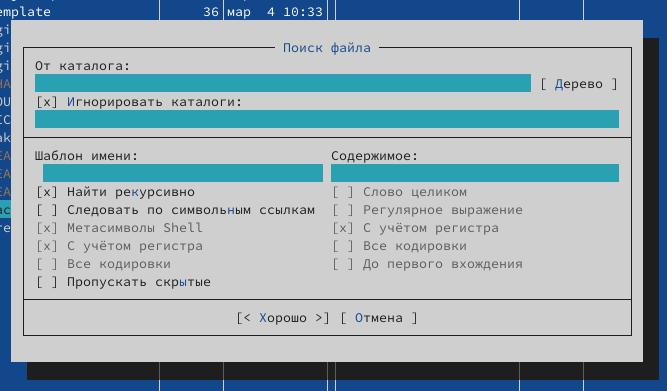 emplate 36 мар 4 10:33
Поиск файла
От каталога:
[ Дерево ]
[x] Игнорировать каталоги:
Шаблон имени: Содержимое:
[x] Найти рекурсивно [ ] Слово целиком
[ ] Следовать по символьным ссылкам [ ] Регулярное выражение
[x] Метасимволы Shell [x] С учётом регистра
[x] С учётом регистра [ ] Все кодировки
[ ] Все кодировки [ ] До первого вхождения
[ ] Пропускать скрытые
[< Хорошо >] [ Отмена ]